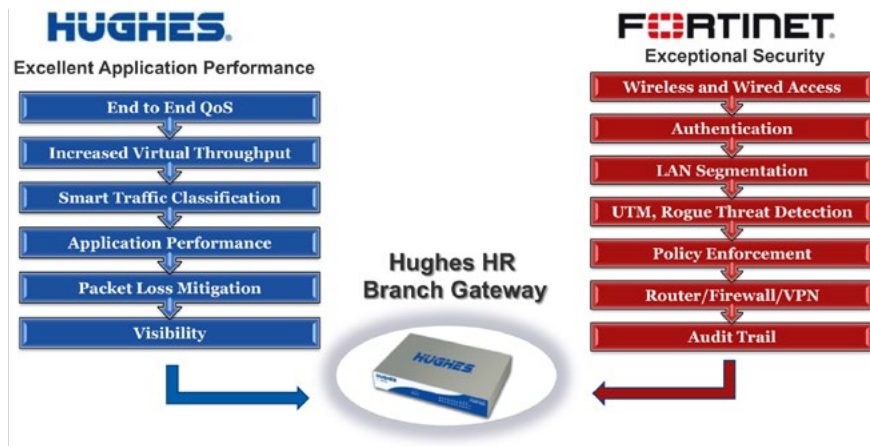 HUGHES.
Excellent Application Performance
End to End QoS
Increased Virtual Throughput
Smart Traffic Classification
Application Performance
Packet Loss Mitigation
Visibility
FORTINET.
Exceptional Security
Wireless and Wired Access
Authentication
LAN Segmentation
UTM, Rogue Threat Detection
Policy Enforcement
Router/Firewall/VPN
Audit Trail
Hughes HR
Branch Gateway
HUGHES
HUGHES